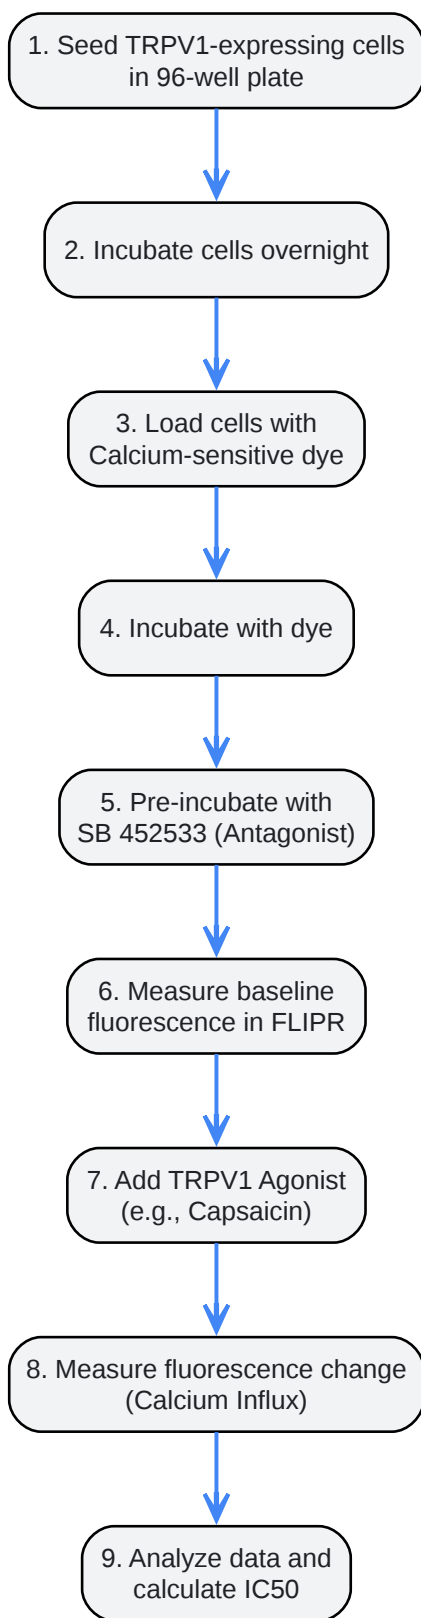 1. Seed TRPV1-expressing cells
in 96-well plate
2. Incubate cells overnight
3. Load cells with
Calcium-sensitive dye
4. Incubate with dye
5. Pre-incubate with
SB 452533 (Antagonist)
6. Measure baseline
fluorescence in FLIPR
7. Add TRPV1 Agonist
(e.g., Capsaicin)
8. Measure fluorescence change
(Calcium Influx)
9. Analyze data and
calculate IC50